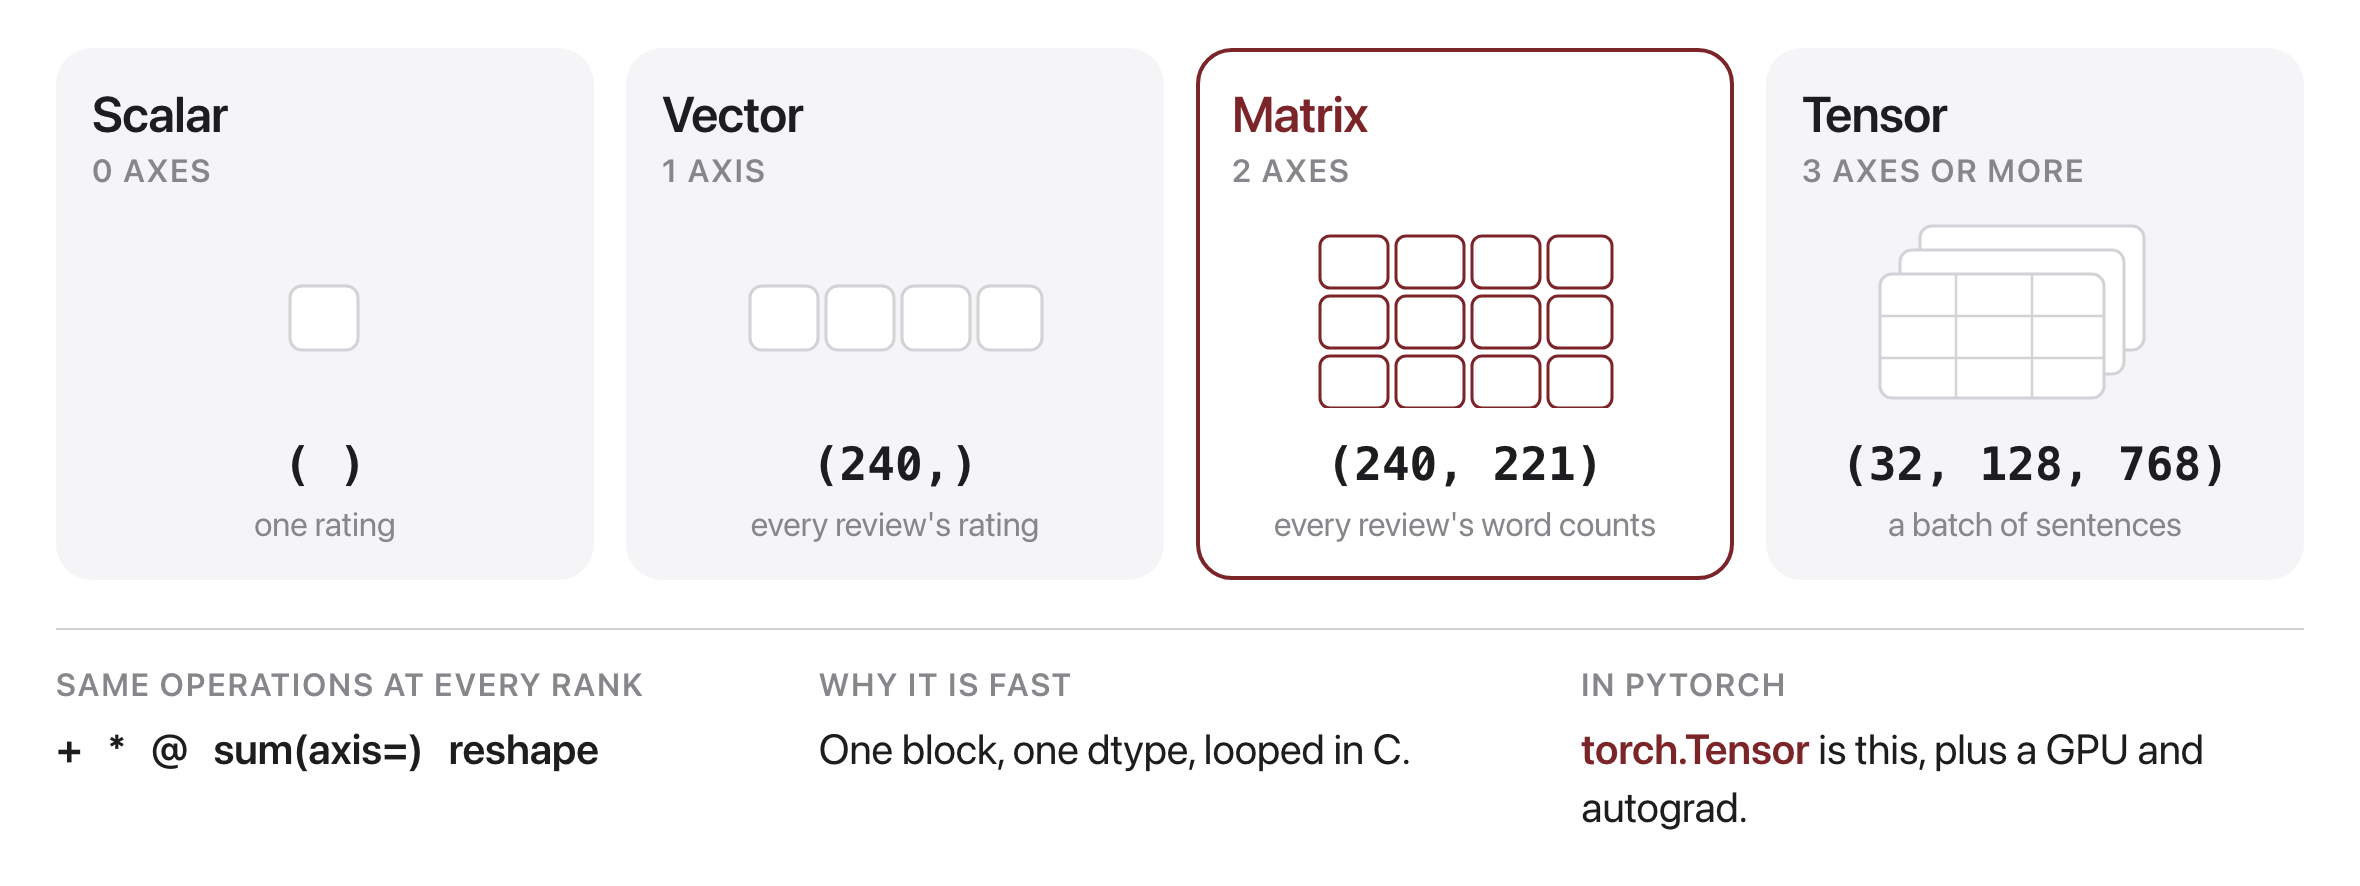 Scalar
0 AXES
( )
one rating
Vector
1 AXIS
(240,)
every review's rating
Matrix
2 AXES
(240, 221)
every review's word counts
Tensor
3 AXES OR MORE
(32, 128, 768)
a batch of sentences
SAME OPERATIONS AT EVERY RANK
+ * @ sum(axis=) reshape
WHY IT IS FAST
One block, one dtype, looped in C.
IN PYTORCH
torch.Tensor is this, plus a GPU and
autograd.